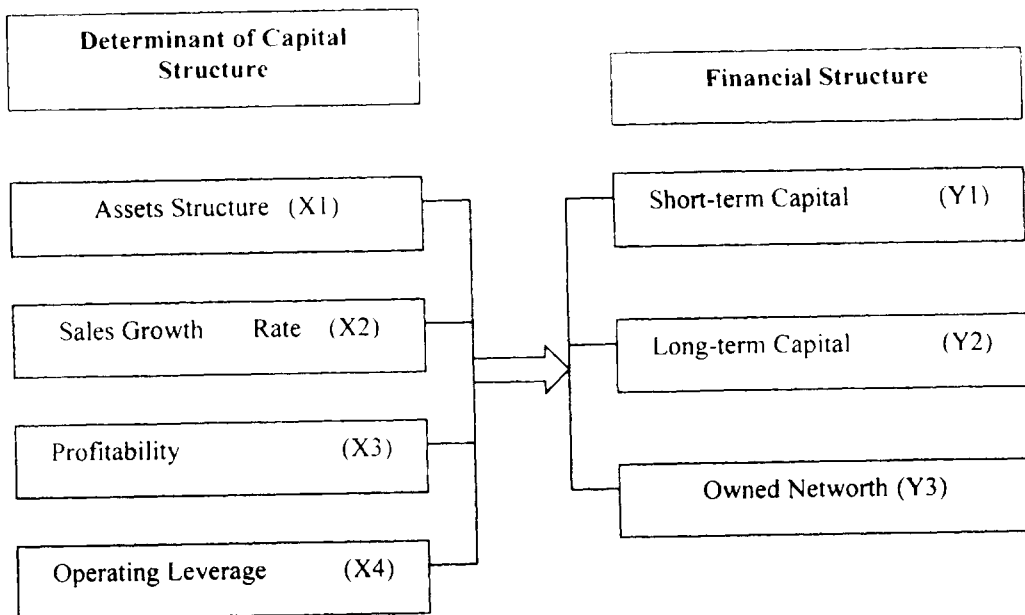 Determinant of Capital
Structure
Financial Structure
Assets Structure (X1)
Sales Growth Rate (X2)
Profitability (X3)
Operating Leverage (X4)
Short-term Capital (Y1)
Long-term Capital (Y2)
Owned Networth (Y3)